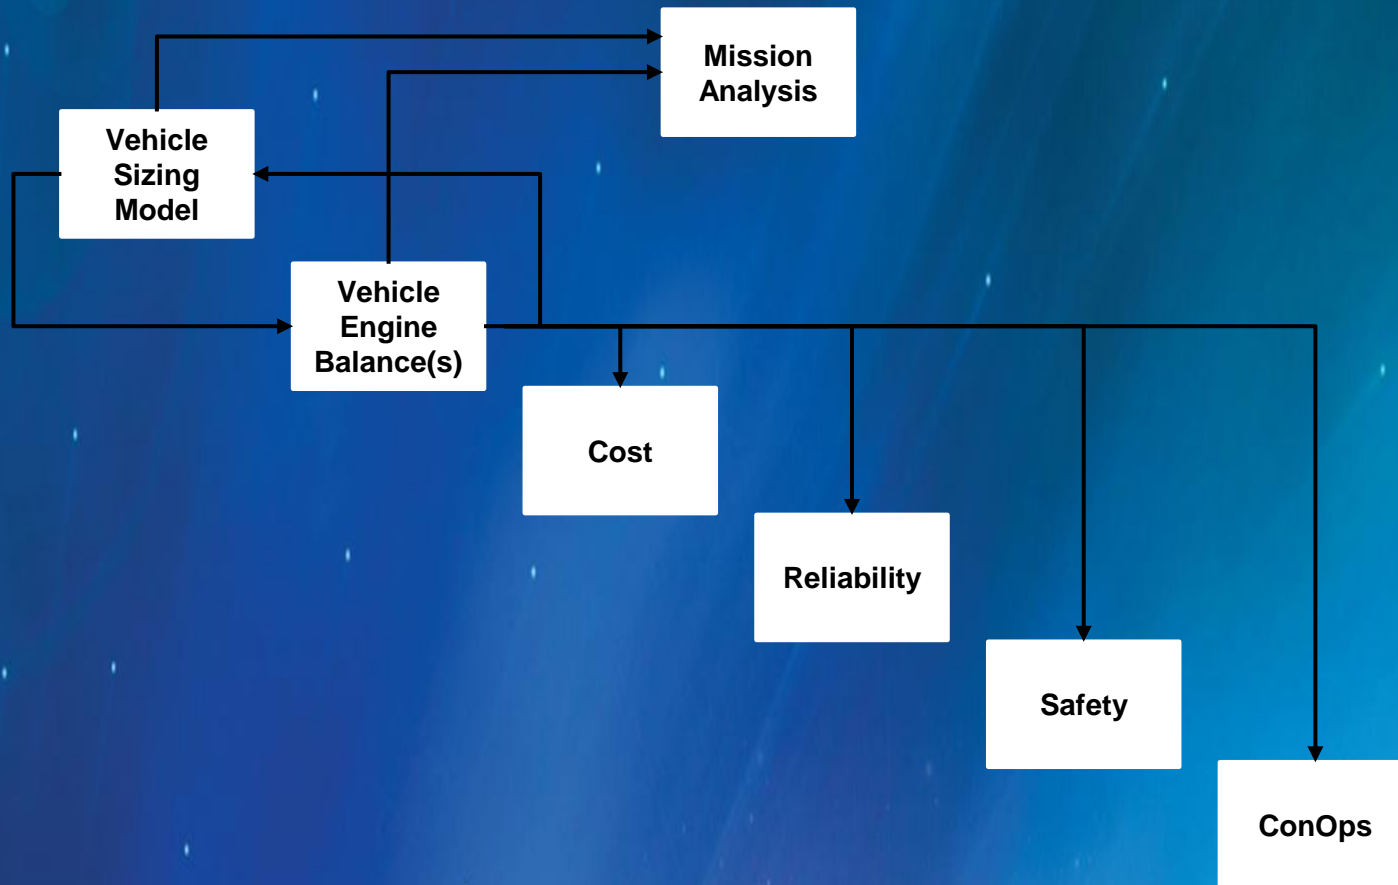 Mission
Analysis
Vehicle
Sizing
Model
Vehicle
Engine
Balance(s)
Cost
Reliability
Safety
ConOps